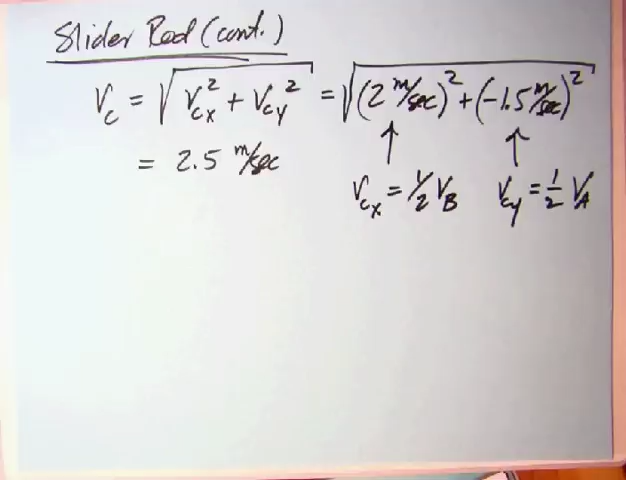 Slider Rod (cont.)
V_C = √(V_Cx² + V_Cy²) = √((2 m/sec)² + (-1.5 m/sec)²)
= 2.5 m/sec
V_Cx = 1/2 V_B V_Cy = 1/2 V_A